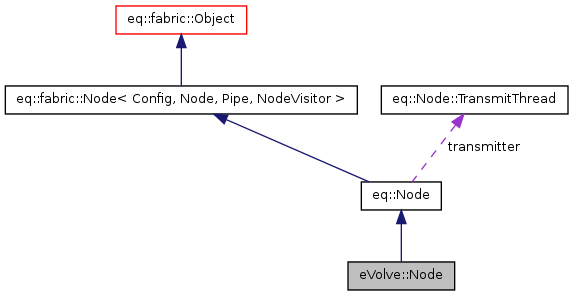 eq::fabric::Object
eq::fabric::Node< Config, Node, Pipe, NodeVisitor >
eq::Node::TransmitThread
transmitter
eq::Node
eVolve::Node